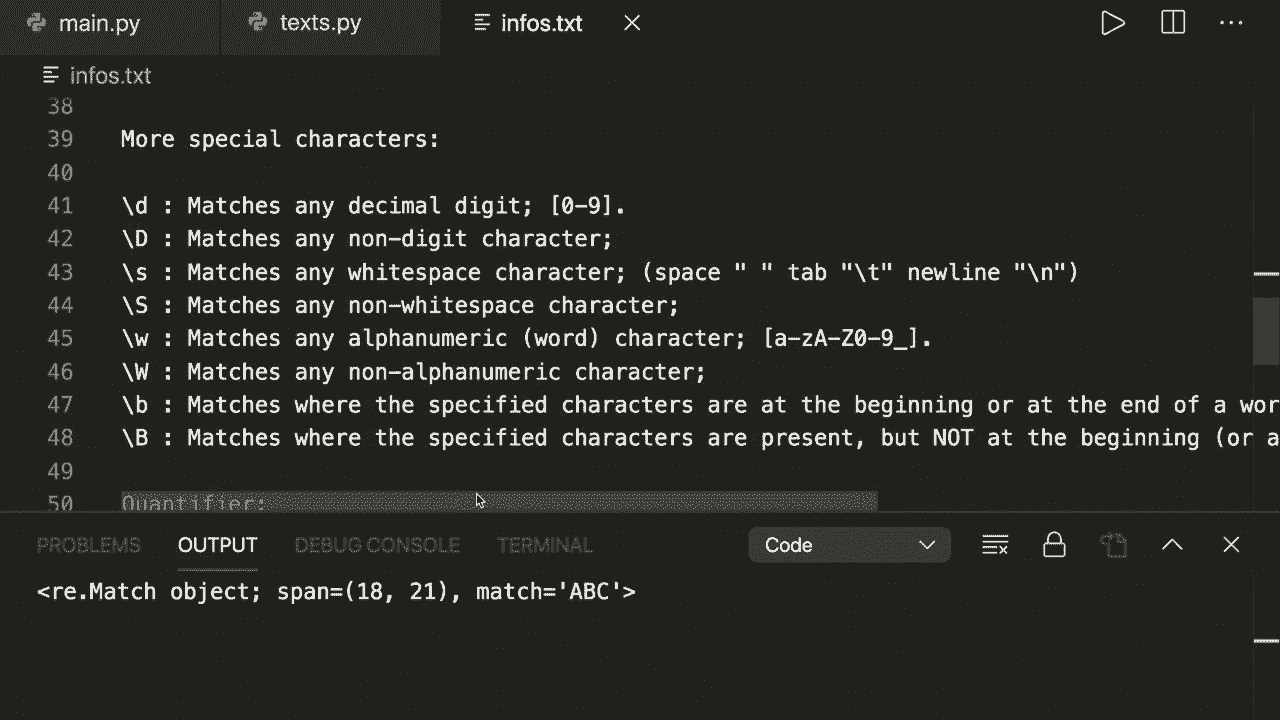 main.py texts.py infos.txt
infos.txt
38
39 More special characters:
40
41 \d : Matches any decimal digit; [0-9].
42 \D : Matches any non-digit character;
43 \s : Matches any whitespace character; (space " " tab "\t" newline "\n")
44 \S : Matches any non-whitespace character;
45 \w : Matches any alphanumeric (word) character; [a-zA-Z0-9_].
46 \W : Matches any non-alphanumeric character;
47 \b : Matches where the specified characters are at the beginning or at the end of a wor
48 \B : Matches where the specified characters are present, but NOT at the beginning (or a
49
50 Quantifier:
PROBLEMS OUTPUT DEBUG CONSOLE TERMINAL Code
<re.Match object; span=(18, 21), match='ABC'>